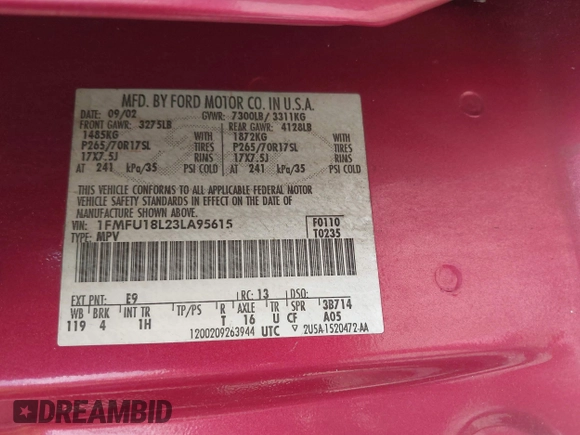 MFD. BY FORD MOTOR CO. IN U.S.A.
DATE: 09/02 GVWR: 7300LB/ 3311KG
FRONT GAWR: 3275LB REAR GAWR: 4128LB
1485KG WITH 1872KG WITH
P265/70R17SL TIRES P265/70R17SL TIRES
17X7.5J RIMS 17X7.5J RIMS
AT 241 kPa/35 PSI COLD AT 241 kPa/35 PSI COLD
THIS VEHICLE CONFORMS TO ALL APPLICABLE FEDERAL MOTOR
VEHICLE SAFETY STANDARDS IN EFFECT ON THE DATE OF
MANUFACTURE SHOWN ABOVE.
VIN: 1FMFU18L23LA95615 F0110
TYPE: MPV T0235
EXT PNT: E9 RC: 13 DSO:
WB BRK INT TR TP/PS R AXLE TR SPR 3B714
119 4 1H T 16 U CF A05
1200209263944 UTC ▽ 2USA-1520472-AA
DREAMBID